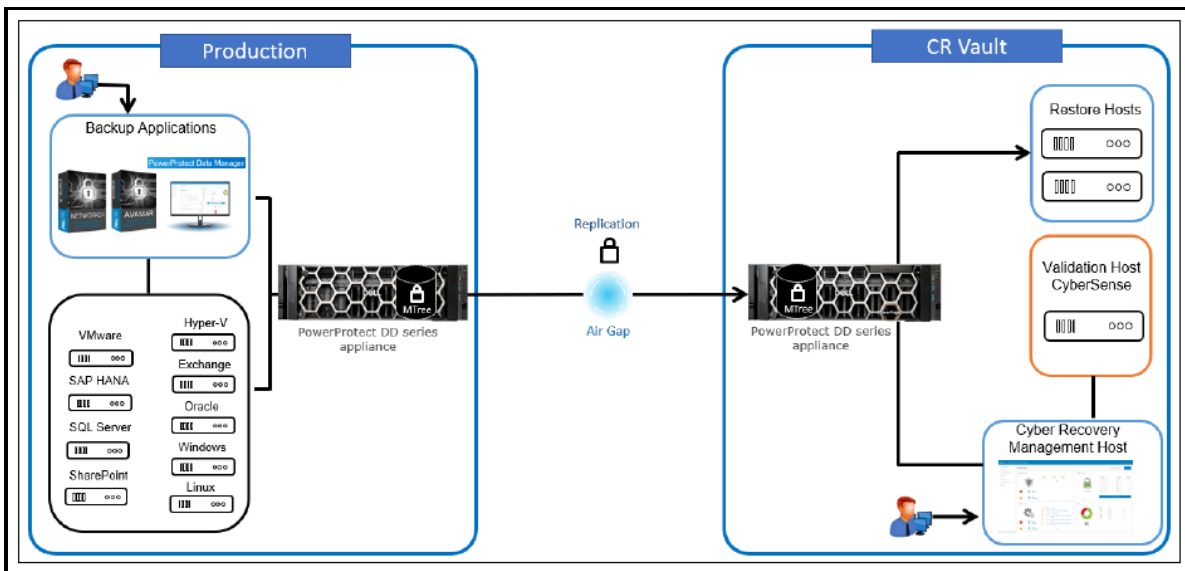 Production
Backup Applications
PowerProtect Data Manager
NETWORKER
AVAMAR
VMware
SAP HANA
SQL Server
SharePoint
Hyper-V
Exchange
Oracle
Windows
Linux
MTree
PowerProtect DD series
appliance
Replication
Air Gap
CR Vault
MTree
PowerProtect DD series
appliance
Restore Hosts
Validation Host
CyberSense
Cyber Recovery
Management Host